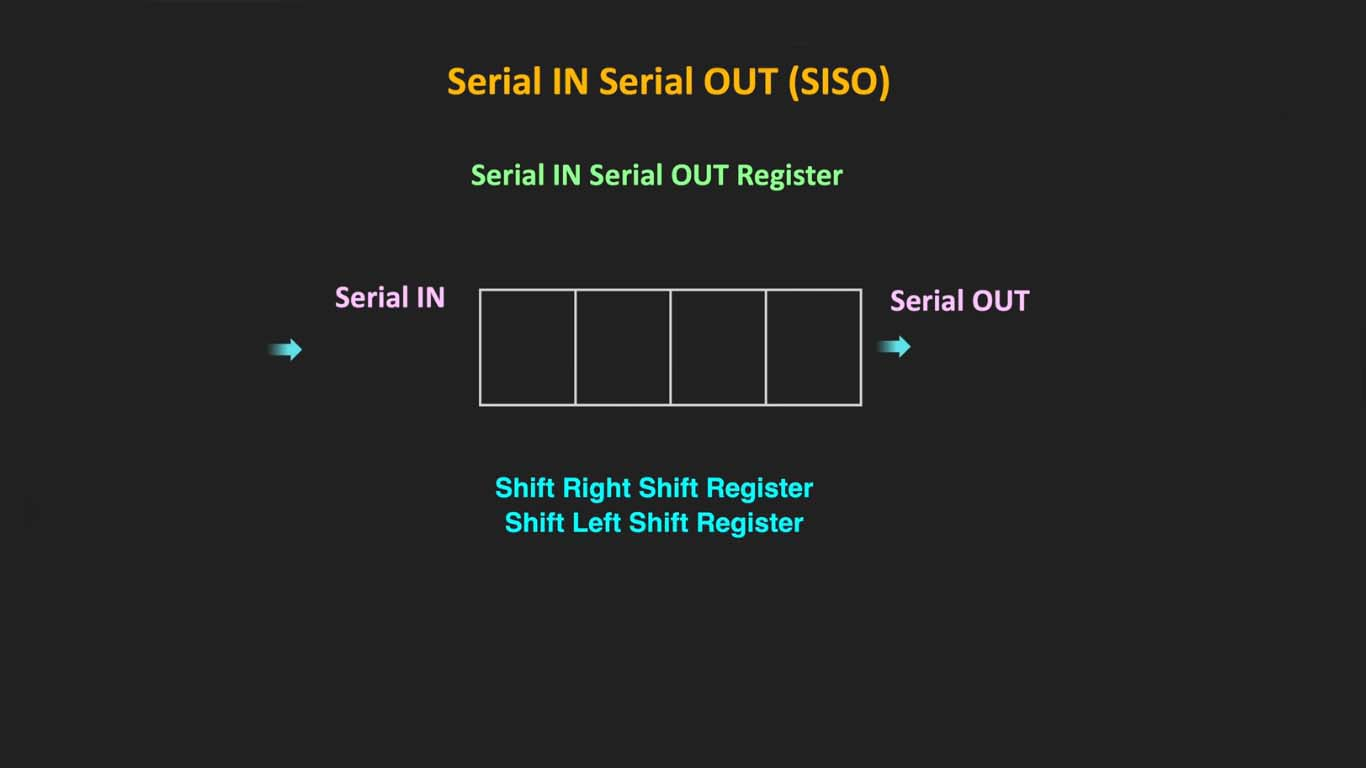 Serial IN Serial OUT (SISO)
Serial IN Serial OUT Register
Serial IN
Serial OUT
Shift Right Shift Register
Shift Left Shift Register